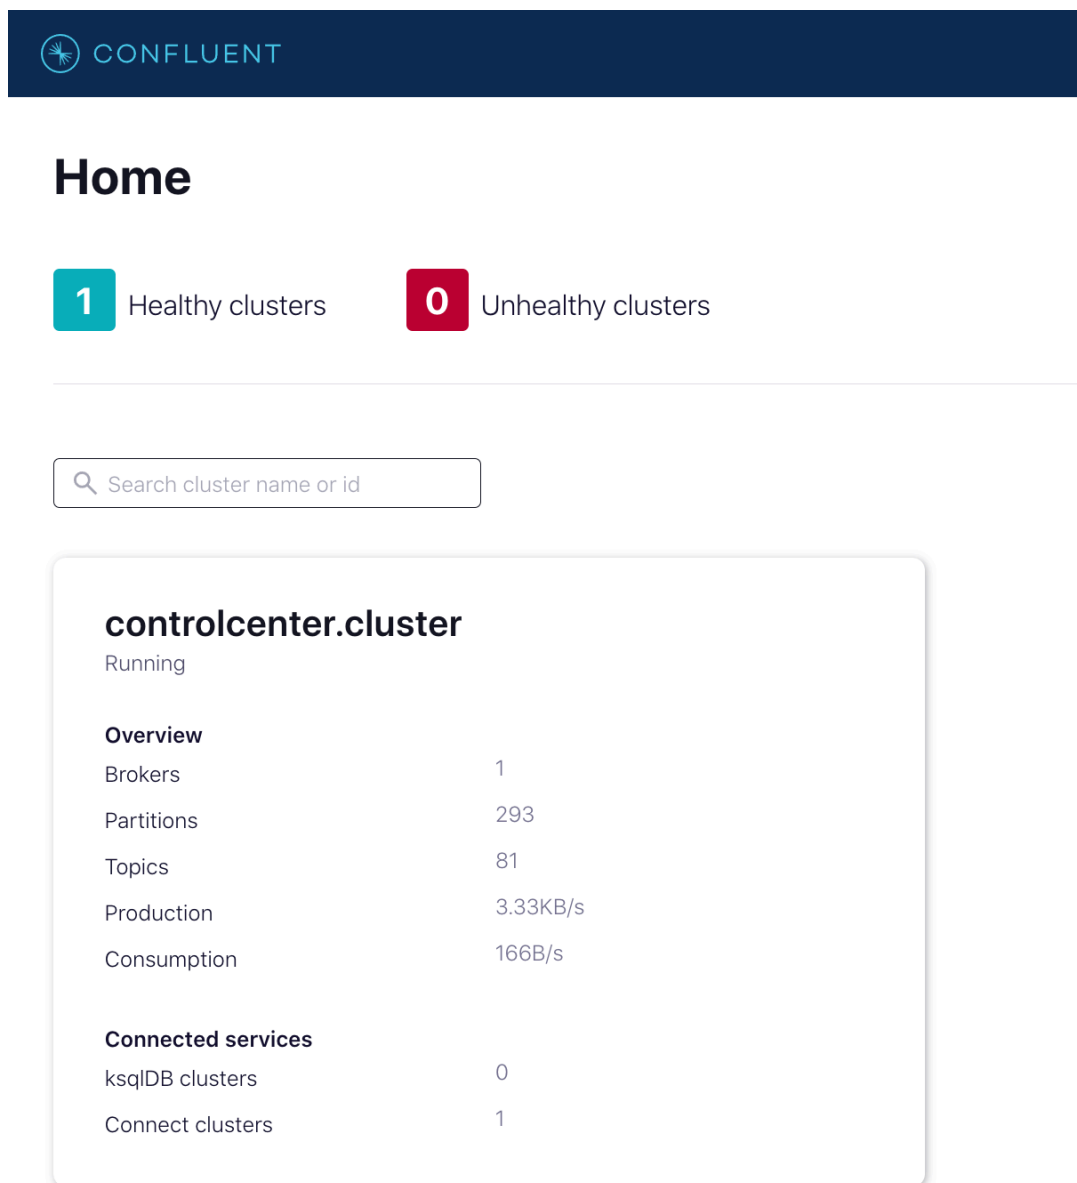 CONFLUENT
Home
1 Healthy clusters 0 Unhealthy clusters
Search cluster name or id
controlcenter.cluster
Running
Overview
Brokers 1
Partitions 293
Topics 81
Production 3.33KB/s
Consumption 166B/s
Connected services
ksqlDB clusters 0
Connect clusters 1